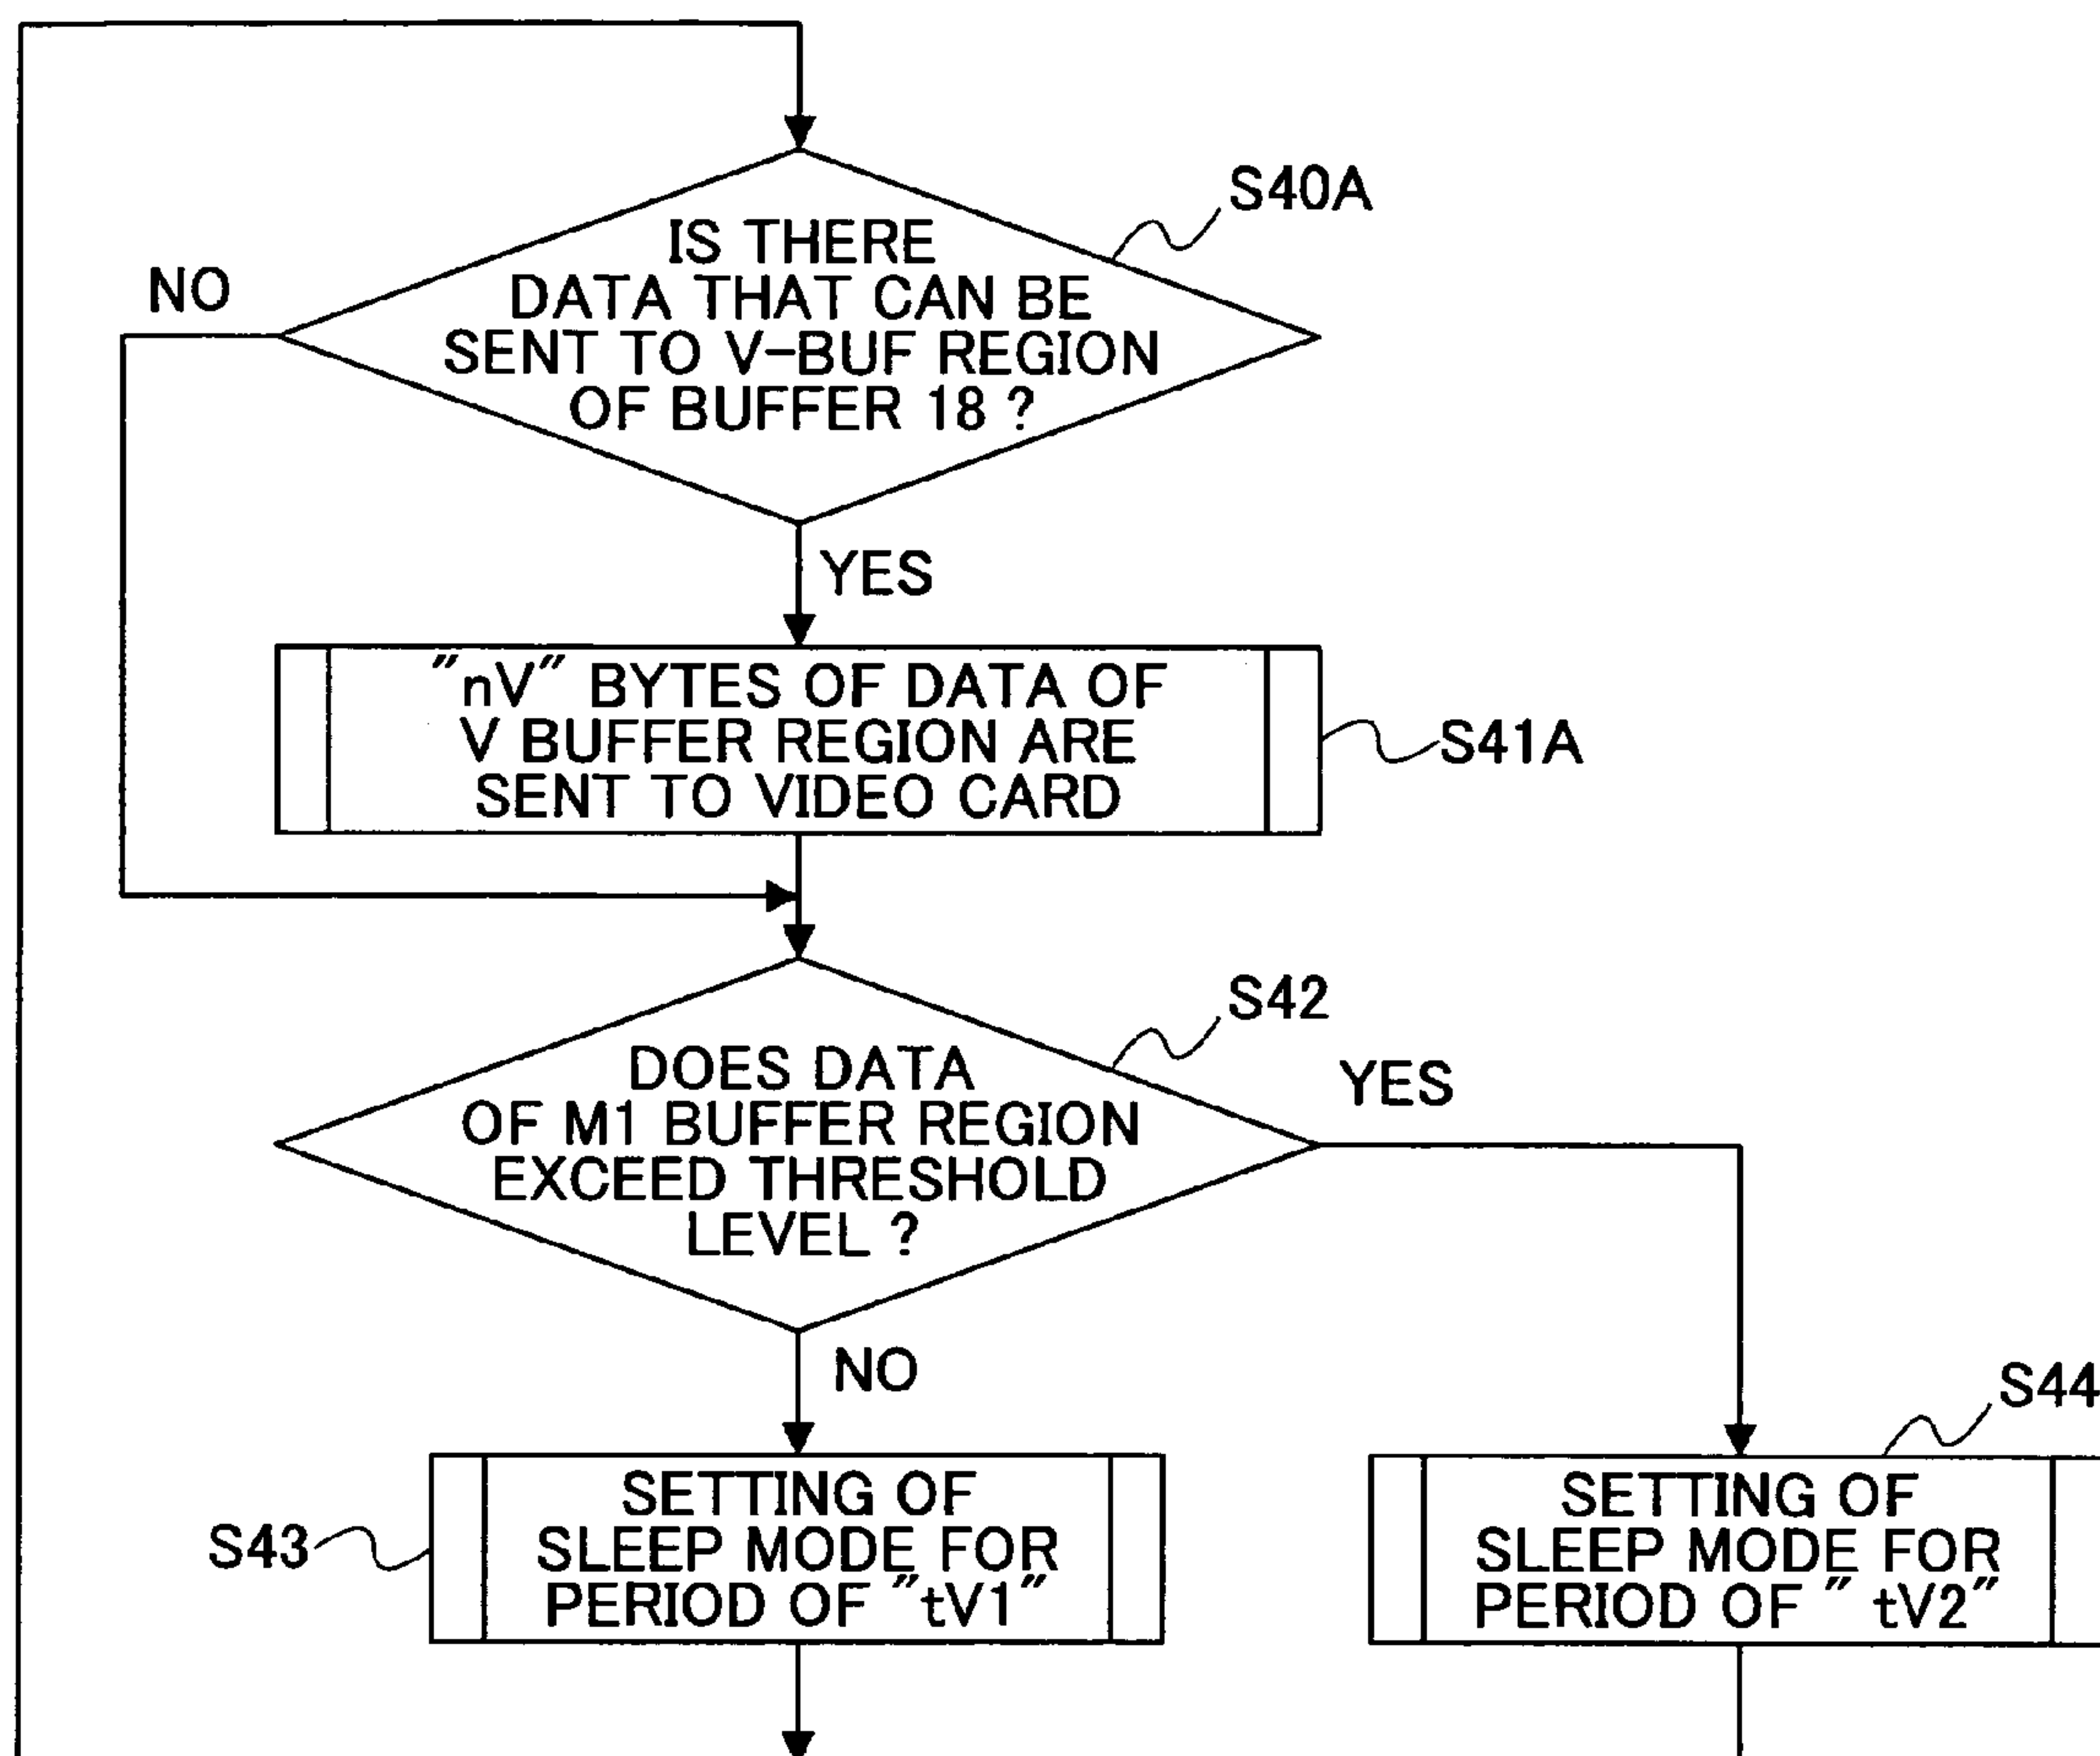 S40A
IS THERE
DATA THAT CAN BE
SENT TO V-BUF REGION
OF BUFFER 18 ?
NO
YES
"nV" BYTES OF DATA OF
V BUFFER REGION ARE
SENT TO VIDEO CARD
S41A
S42
DOES DATA
OF M1 BUFFER REGION
EXCEED THRESHOLD
LEVEL ?
YES
NO
S43
SETTING OF
SLEEP MODE FOR
PERIOD OF "tV1"
S44
SETTING OF
SLEEP MODE FOR
PERIOD OF " tV2"